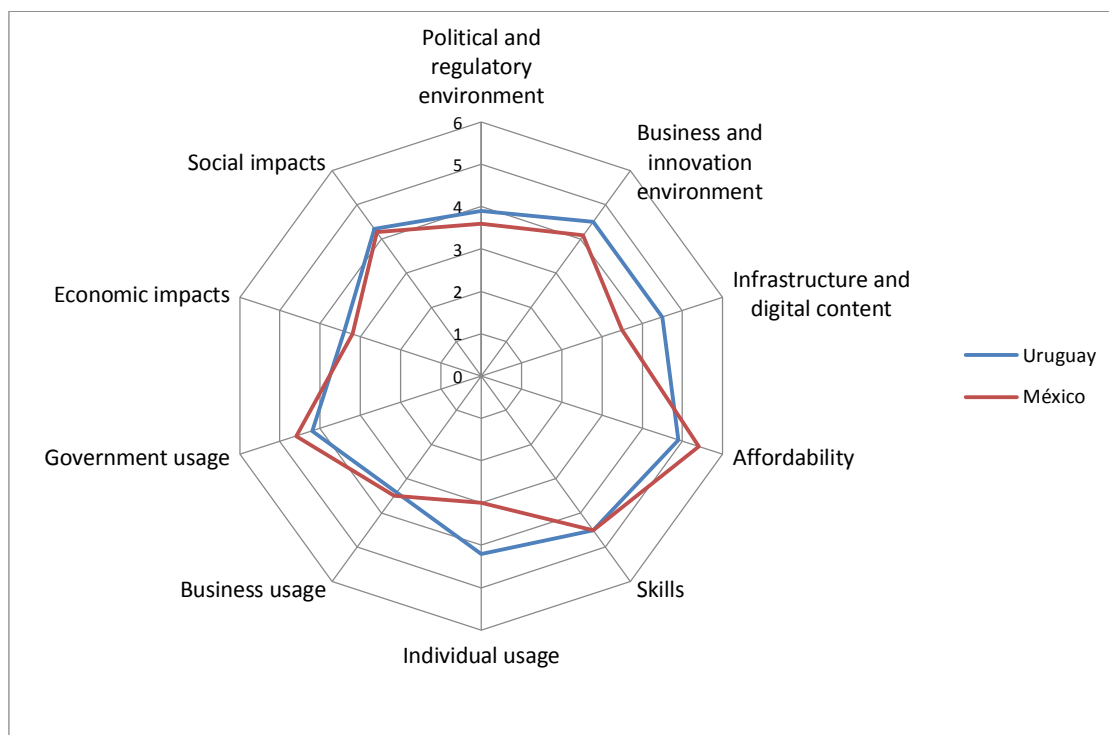 Political and
regulatory
environment
Business and
innovation
environment
Infrastructure and
digital content
Affordability
Skills
Individual usage
Business usage
Government usage
Economic impacts
Social impacts
6
5
4
3
2
1
0
Uruguay
México